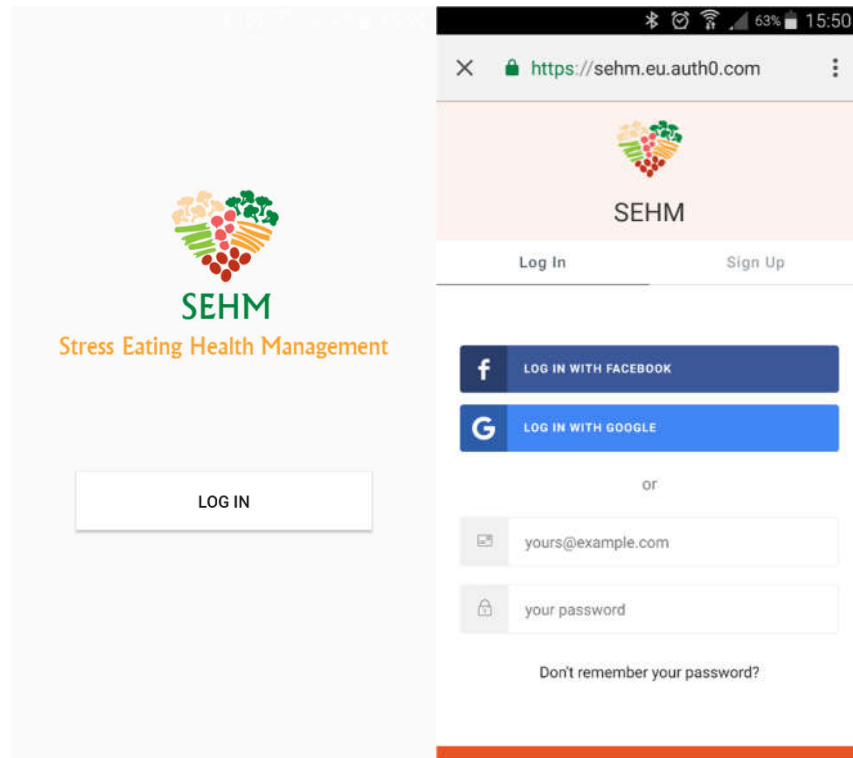 SEHM
Stress Eating Health Management
LOG IN
63% 15:50
https://sehm.eu.auth0.com
SEHM
Log In Sign Up
f LOG IN WITH FACEBOOK
G LOG IN WITH GOOGLE
or
yours@example.com
your password
Don't remember your password?